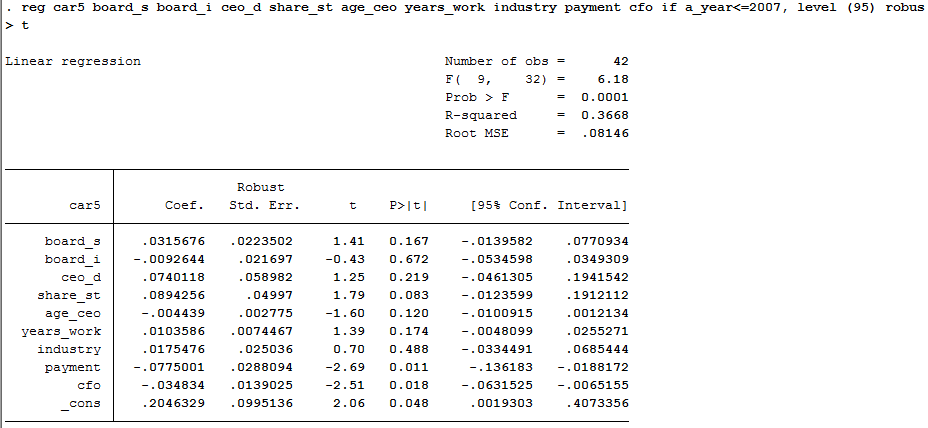 . reg car5 board_s board_i ceo_d share_st age_ceo years_work industry payment cfo if a_year<=2007, level (95) robus
> t
Linear regression Number of obs = 42
F( 9, 32) = 6.18
Prob > F = 0.0001
R-squared = 0.3668
Root MSE = .08146
Robust
car5 Coef. Std. Err. t P>|t| [95% Conf. Interval]
board_s .0315676 .0223502 1.41 0.167 -.0139582 .0770934
board_i -.0092644 .021697 -0.43 0.672 -.0534598 .0349309
ceo_d .0740118 .058982 1.25 0.219 -.0461305 .1941542
share_st .0894256 .04997 1.79 0.083 -.0123599 .1912112
age_ceo -.004439 .002775 -1.60 0.120 -.0100915 .0012134
years_work .0103586 .0074467 1.39 0.174 -.0048099 .0255271
industry .0175476 .025036 0.70 0.488 -.0334491 .0685444
payment -.0775001 .0288094 -2.69 0.011 -.136183 -.0188172
cfo -.034834 .0139025 -2.51 0.018 -.0631525 -.0065155
_cons .2046329 .0995136 2.06 0.048 .0019303 .4073356